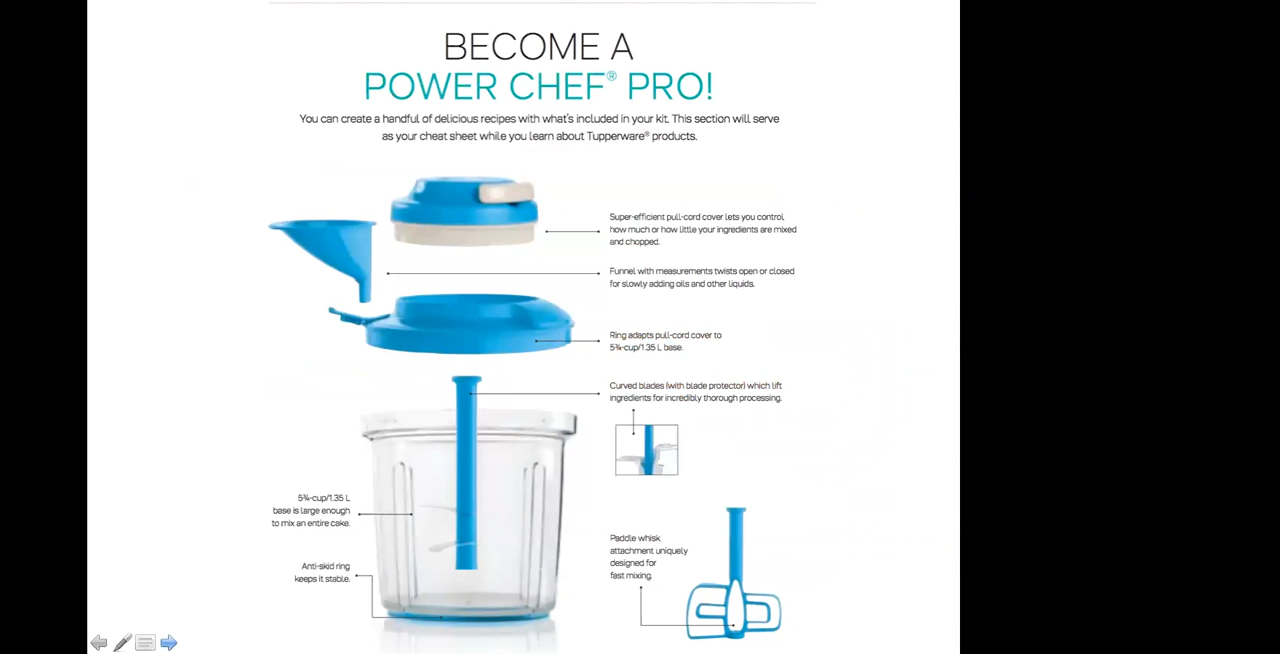 BECOME A
POWER CHEF® PRO!
You can create a handful of delicious recipes with what's included in your kit. This section will serve
as your cheat sheet while you learn about Tupperware® products.
Super-efficient pull-cord cover lets you control
how much or how little your ingredients are mixed
and chopped.
Funnel with measurements twists open or closed
for slowly adding oils and other liquids.
Ring adapts pull-cord cover to
5¾-cup/1.35 L base.
Curved blades (with blade protector) which lift
ingredients for incredibly thorough processing.
5¾-cup/1.35 L
base is large enough
to mix an entire cake.
Anti-skid ring
keeps it stable.
Paddle whisk
attachment uniquely
designed for
fast mixing.